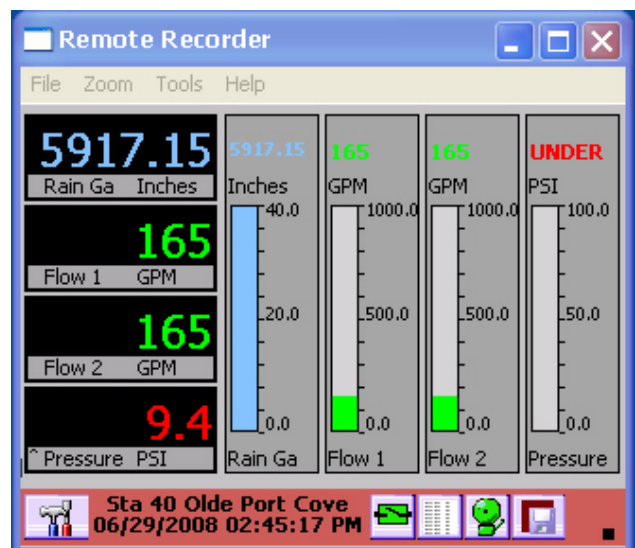 Remote Recorder
File Zoom Tools Help
5917.15
Rain Ga Inches
165
Flow 1 GPM
165
Flow 2 GPM
9.4
^ Pressure PSI
5917.15
Inches
40.0
20.0
0.0
Rain Ga
165
GPM
1000.0
500.0
0.0
Flow 1
165
GPM
1000.0
500.0
0.0
Flow 2
UNDER
PSI
100.0
50.0
0.0
Pressure
Sta 40 Olde Port Cove
06/29/2008 02:45:17 PM